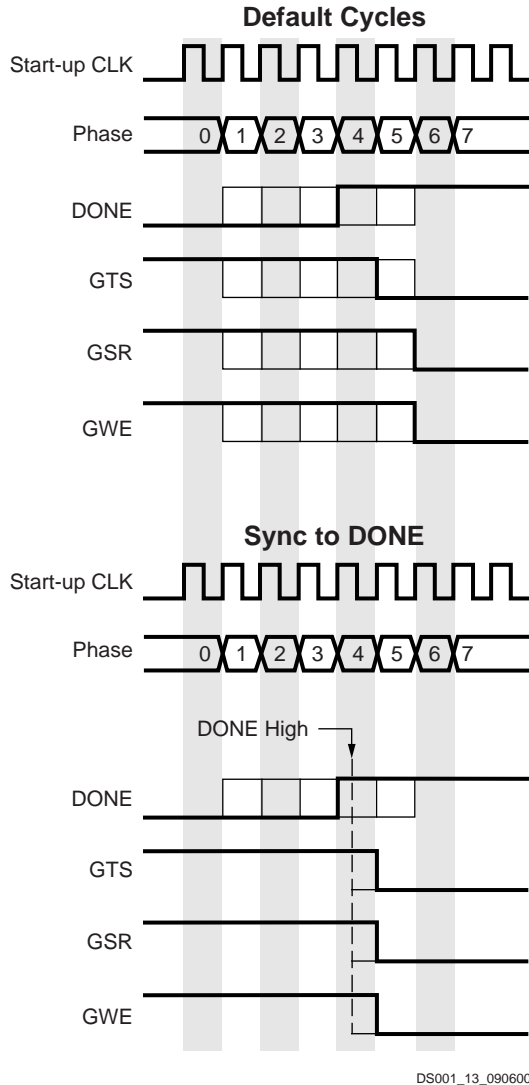 Default Cycles
Start-up CLK
Phase 0 1 2 3 4 5 6 7
DONE
GTS
GSR
GWE
Sync to DONE
Start-up CLK
Phase 0 1 2 3 4 5 6 7
DONE High
DONE
GTS
GSR
GWE
DS001_13_090600